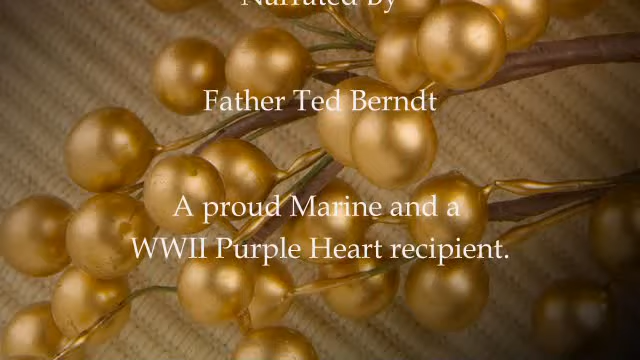 Narrated By
Father Ted Berndt
A proud Marine and a
WWII Purple Heart recipient.